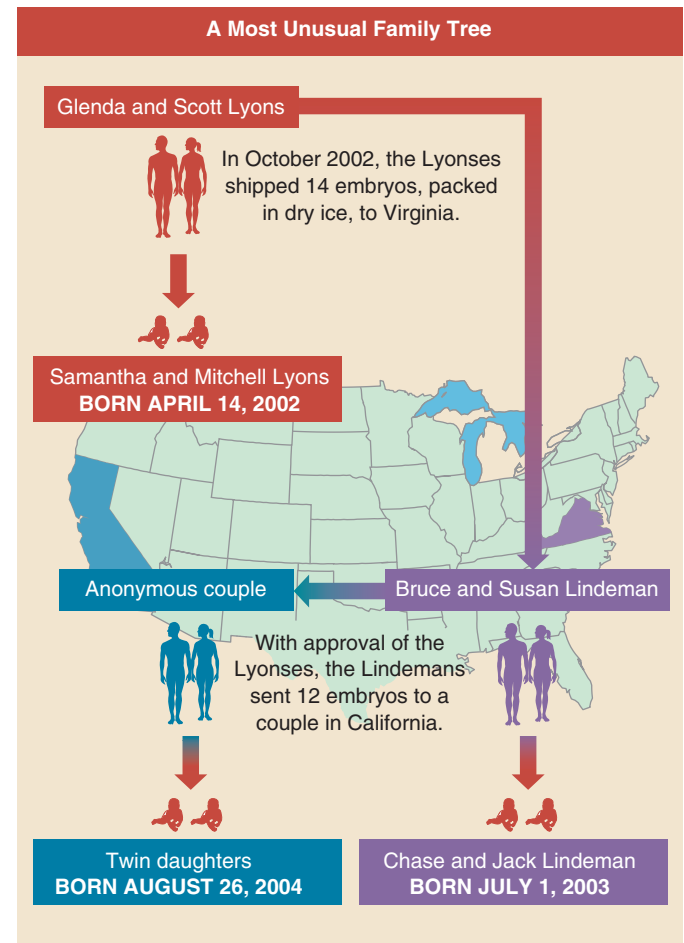 A Most Unusual Family Tree
Glenda and Scott Lyons
In October 2002, the Lyonses
shipped 14 embryos, packed
in dry ice, to Virginia.
Samantha and Mitchell Lyons
BORN APRIL 14, 2002
Anonymous couple
Bruce and Susan Lindeman
With approval of the
Lyonses, the Lindemans
sent 12 embryos to a
couple in California.
Twin daughters
BORN AUGUST 26, 2004
Chase and Jack Lindeman
BORN JULY 1, 2003